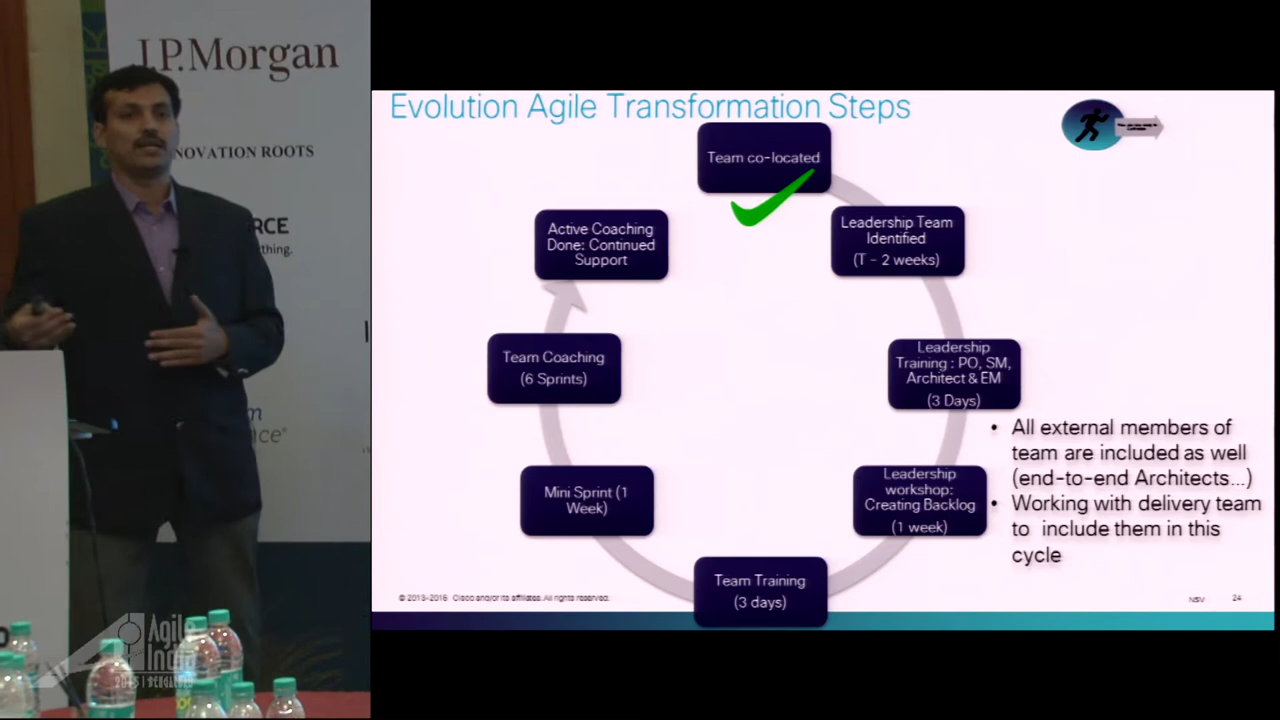 J.P.Morgan
NOVATION ROOTS
RCE
thing.
Agile
India
2015 | BENGALURU
Evolution Agile Transformation Steps
Team co-located
Leadership Team
Identified
(T - 2 weeks)
Leadership
Training : PO, SM,
Architect & EM
(3 Days)
Leadership
workshop:
Creating Backlog
(1 week)
Team Training
(3 days)
Mini Sprint (1
Week)
Team Coaching
(6 Sprints)
Active Coaching
Done: Continued
Support
• All external members of
team are included as well
(end-to-end Architects...)
• Working with delivery team
to include them in this
cycle
© 2013-2016 Cisco and/or its affiliates. All rights reserved.
NSV
24